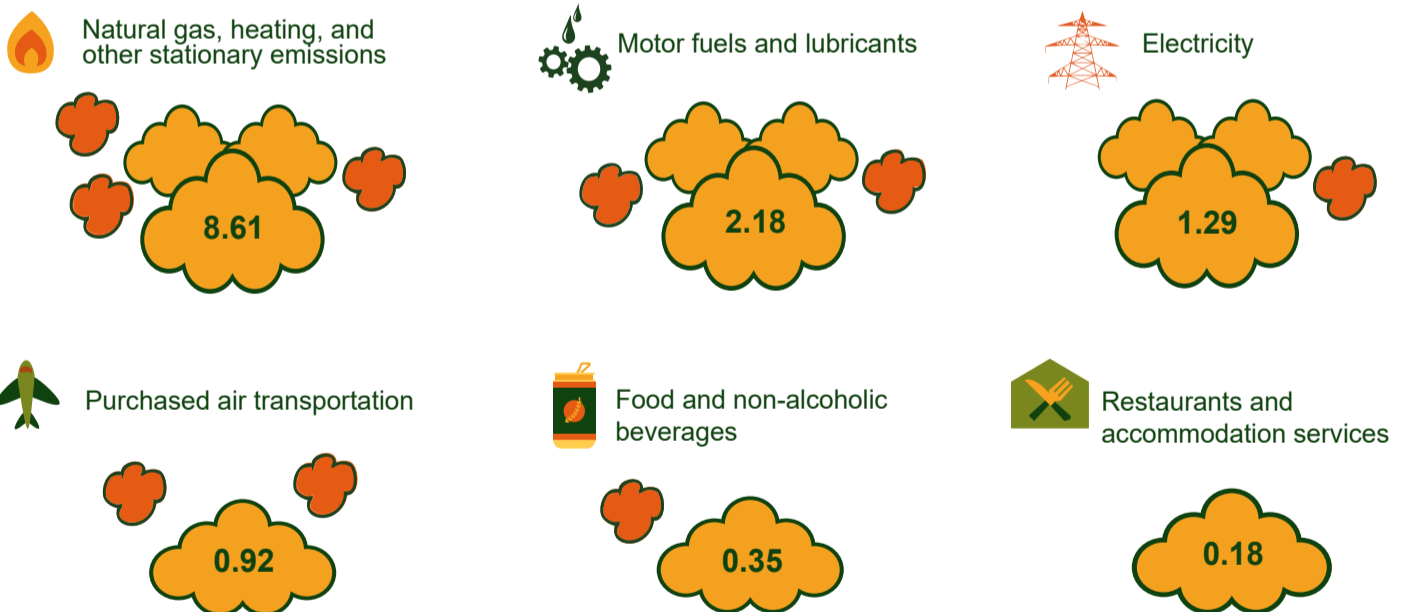 Natural gas, heating, and
other stationary emissions
Motor fuels and lubricants
Electricity
8.61
2.18
1.29
Purchased air transportation
Food and non-alcoholic
beverages
Restaurants and
accommodation services
0.92
0.35
0.18